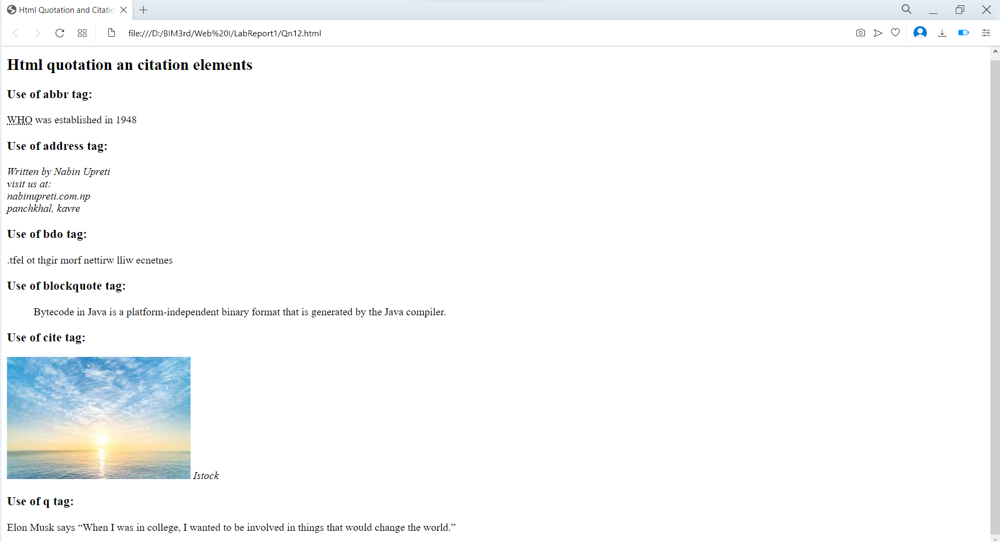 Html Quotation and Citatio
file:///D:/BIM3rd/Web%20I/LabReport1/Qn12.html
Html quotation an citation elements
Use of abbr tag:
WHO was established in 1948
Use of address tag:
Written by Nabin Upreti
visit us at:
nabinupreti.com.np
panchkhal, kavre
Use of bdo tag:
.tfel ot thgir morf nettirw lliw ecnetnes
Use of blockquote tag:
Bytecode in Java is a platform-independent binary format that is generated by the Java compiler.
Use of cite tag:
Istock
Use of q tag:
Elon Musk says “When I was in college, I wanted to be involved in things that would change the world.”